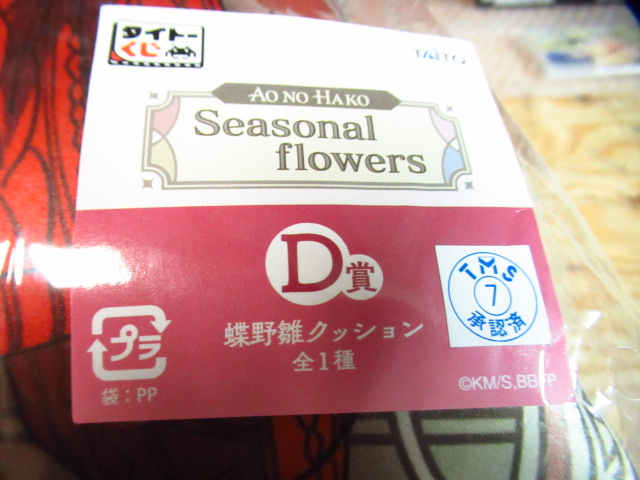 タイトー
くじ
TAITO
AO NO HAKO
Seasonal
flowers
D賞
TMS
7
承認済
蝶野雛クッション
全1種
プラ
袋：PP
©KM/S,BBFP